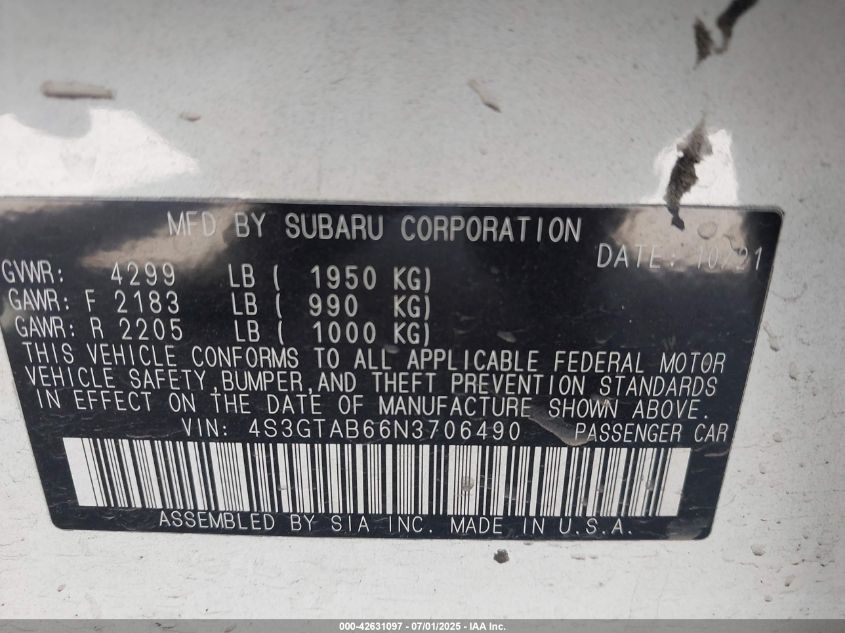 MFD BY SUBARU CORPORATION
DATE: 10/21
GVWR: 4299 LB ( 1950 KG)
GAWR: F 2183 LB ( 990 KG)
GAWR: R 2205 LB ( 1000 KG)
THIS VEHICLE CONFORMS TO ALL APPLICABLE FEDERAL MOTOR
VEHICLE SAFETY,BUMPER,AND THEFT PREVENTION STANDARDS
IN EFFECT ON THE DATE OF MANUFACTURE SHOWN ABOVE.
VIN: 4S3GTAB66N3706490 PASSENGER CAR
ASSEMBLED BY SIA INC. MADE IN U.S.A.
000-42631097 - 07/01/2025 - IAA Inc.